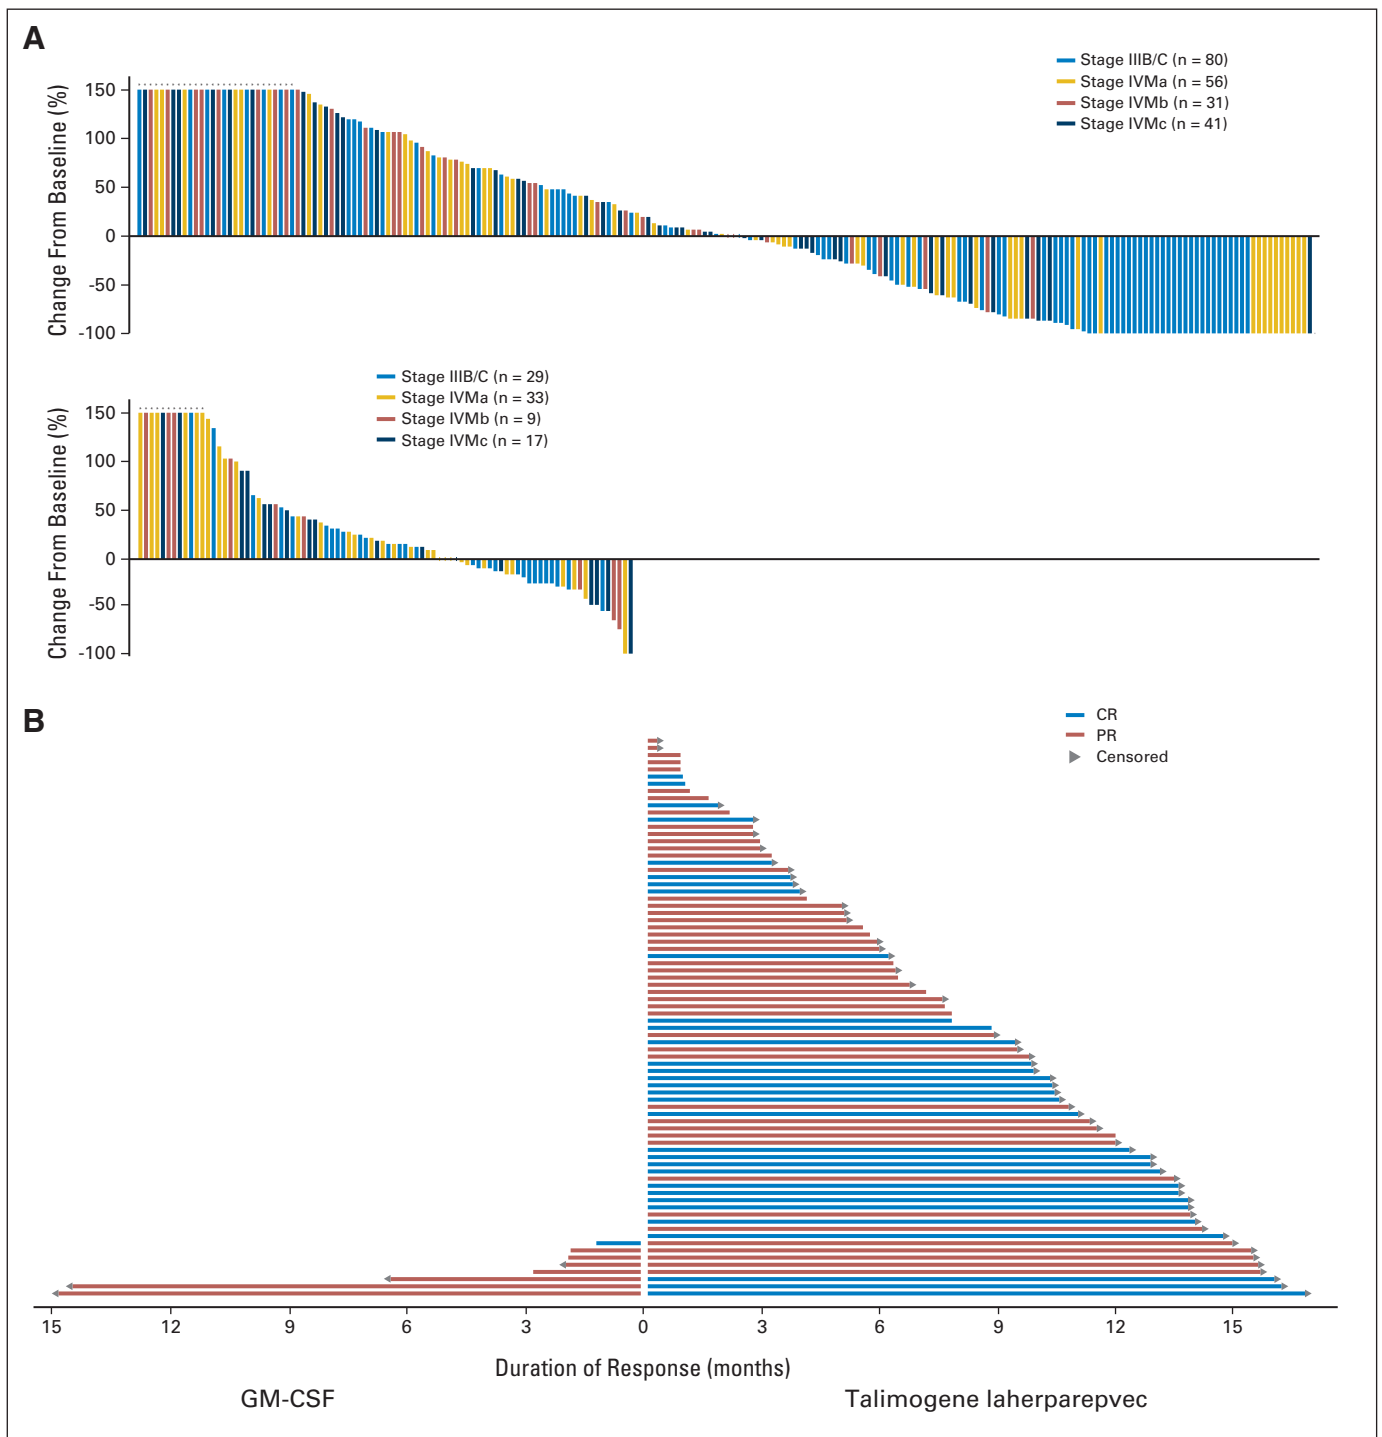 A
Stage IIIB/C (n = 80)
Stage IVMa (n = 56)
Stage IVMb (n = 31)
Stage IVMc (n = 41)
Change From Baseline (%)
150
100
50
0
-50
-100
Stage IIIB/C (n = 29)
Stage IVMa (n = 33)
Stage IVMb (n = 9)
Stage IVMc (n = 17)
Change From Baseline (%)
150
100
50
0
-50
-100
B
CR
PR
Censored
15 12 9 6 3 0 3 6 9 12 15
Duration of Response (months)
GM-CSF Talimogene laherparepvec